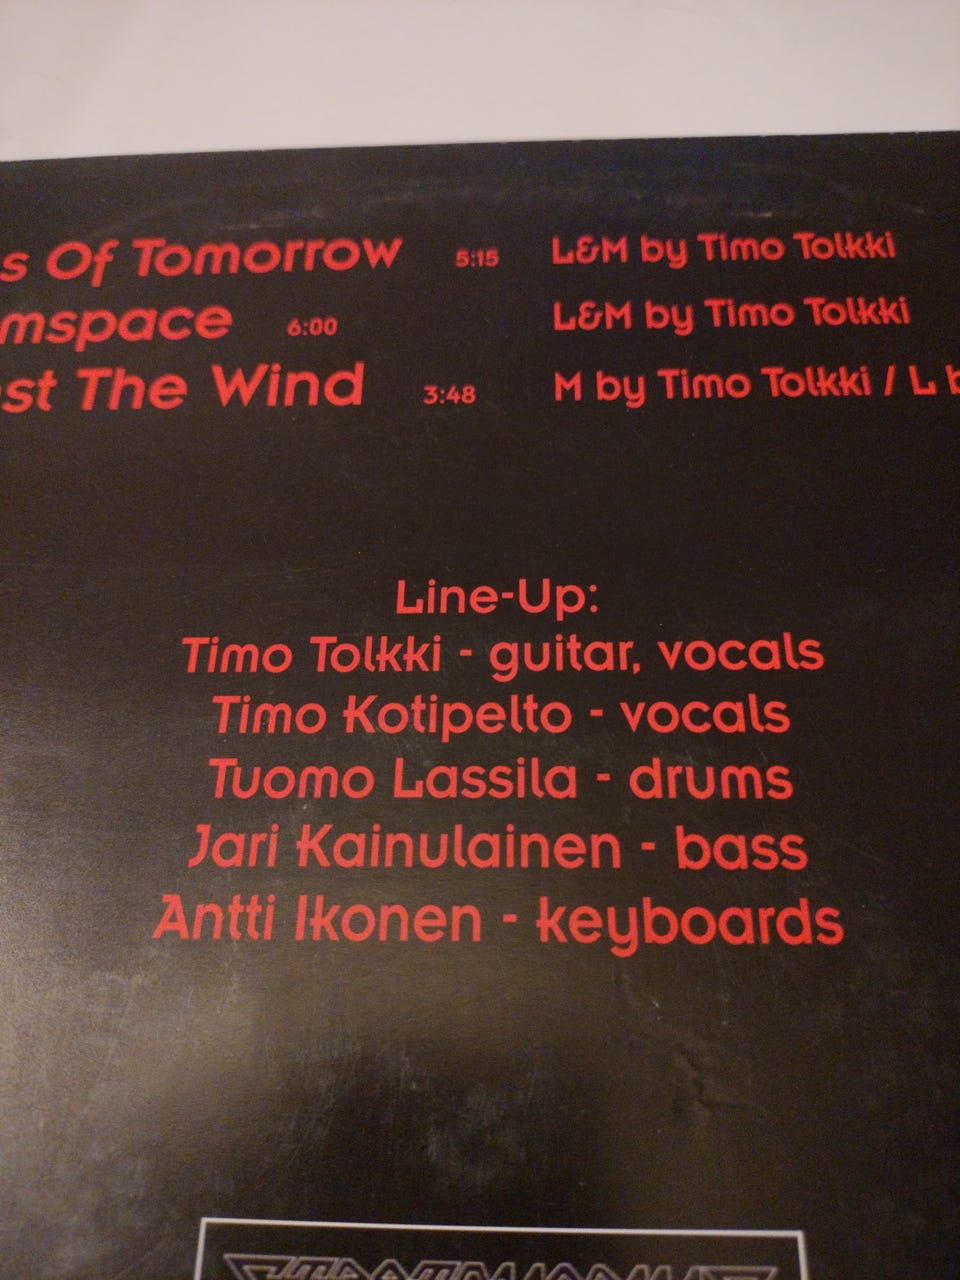 s Of Tomorrow 5:15 L&M by Timo Tolkki
mspace 6:00 L&M by Timo Tolkki
st The Wind 3:48 M by Timo Tolkki / L b
Line-Up:
Timo Tolkki - guitar, vocals
Timo Kotipelto - vocals
Tuomo Lassila - drums
Jari Kainulainen - bass
Antti Ikonen - keyboards